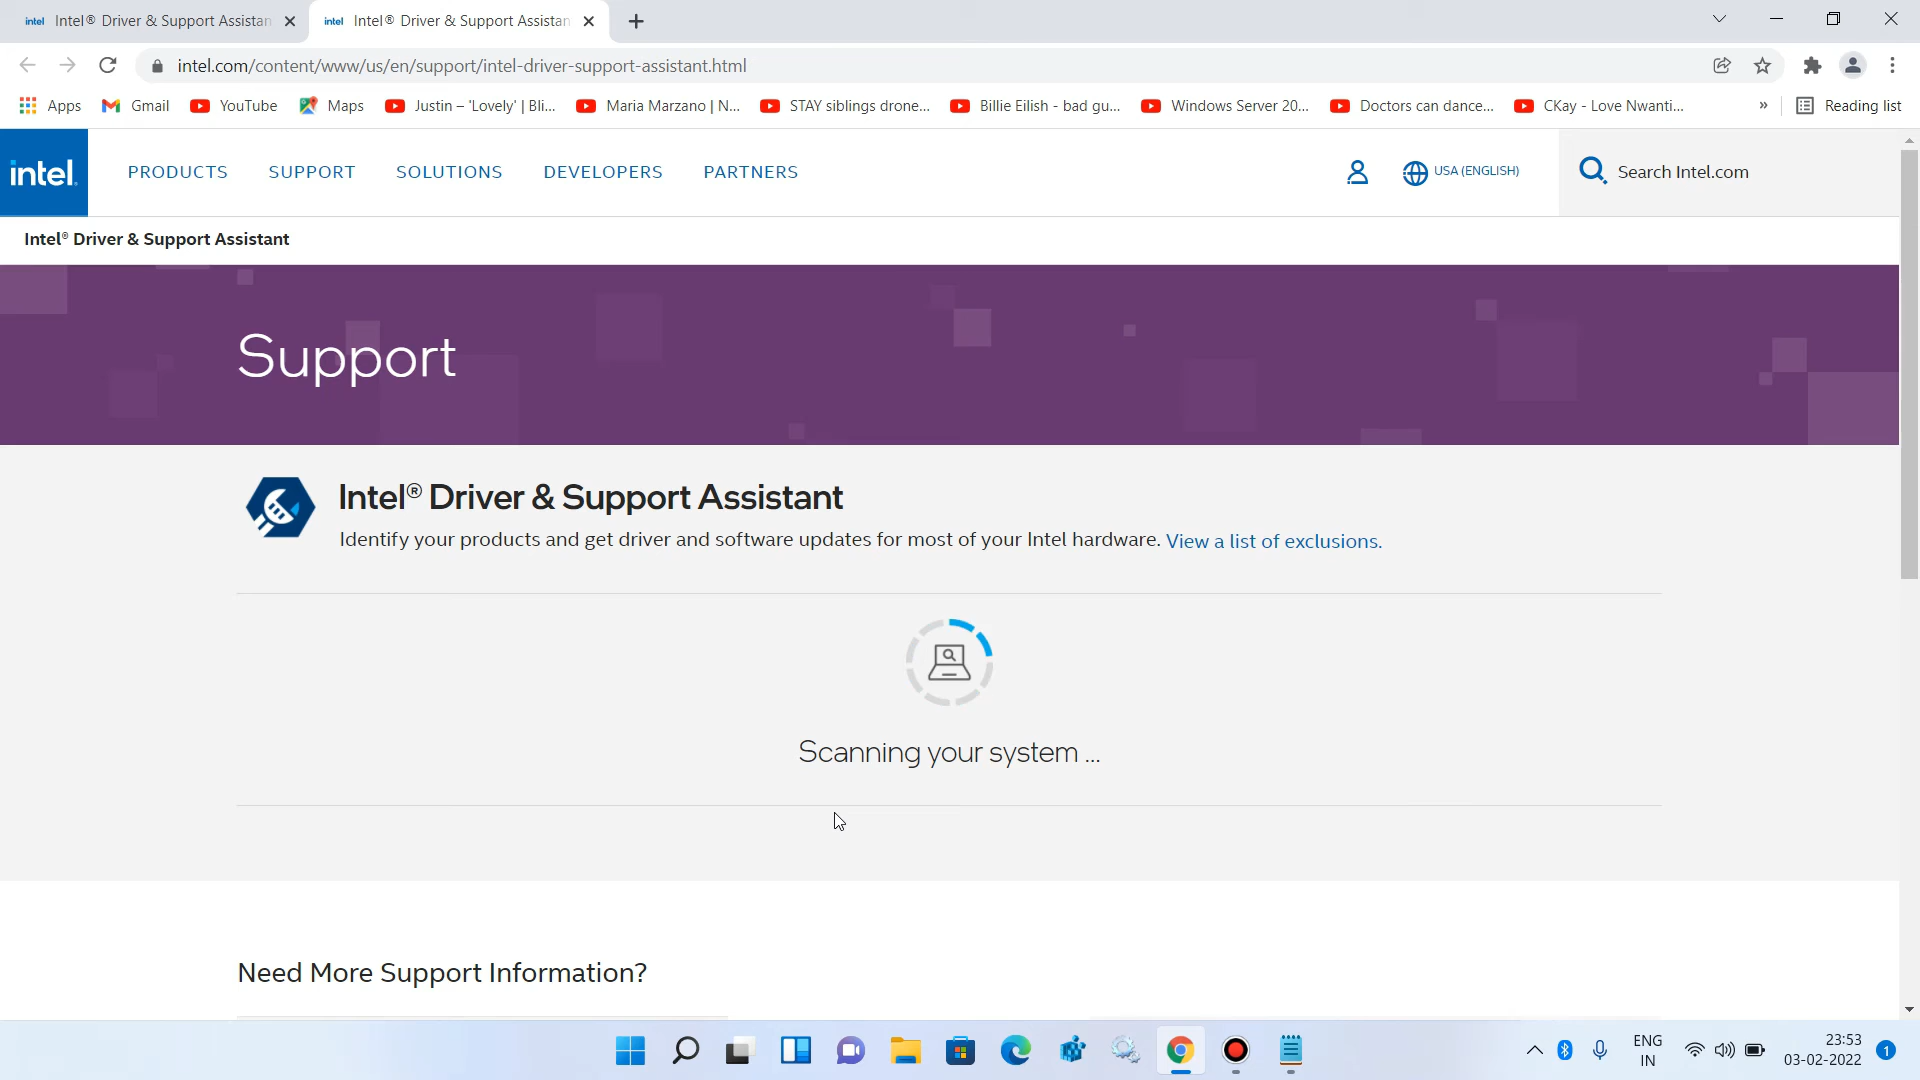 intel Intel® Driver & Support Assistan
intel Intel® Driver & Support Assistan
intel.com/content/www/us/en/support/intel-driver-support-assistant.html
Apps Gmail YouTube Maps Justin – 'Lovely' | Bli... Maria Marzano | N... STAY siblings drone... Billie Eilish - bad gu... Windows Server 20... Doctors can dance... CKay - Love Nwanti... » Reading list
intel. PRODUCTS SUPPORT SOLUTIONS DEVELOPERS PARTNERS USA (ENGLISH) Search Intel.com
Intel® Driver & Support Assistant
Support
Intel® Driver & Support Assistant
Identify your products and get driver and software updates for most of your Intel hardware. View a list of exclusions.
Scanning your system ...
Need More Support Information?
ENG
IN
23:53
03-02-2022
1